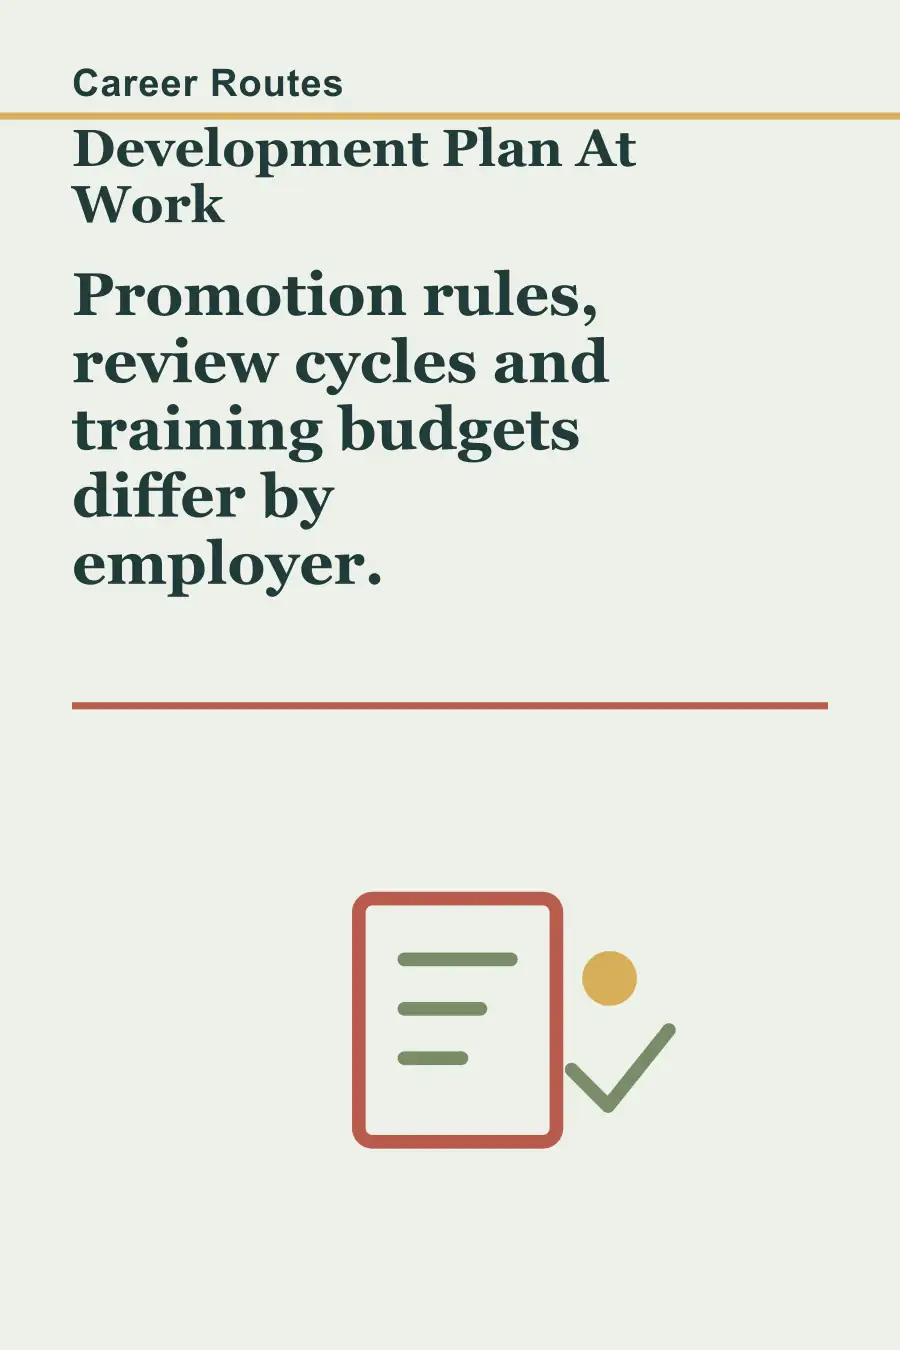 Career Routes
Development Plan At
Work
Promotion rules,
review cycles and
training budgets
differ by
employer.